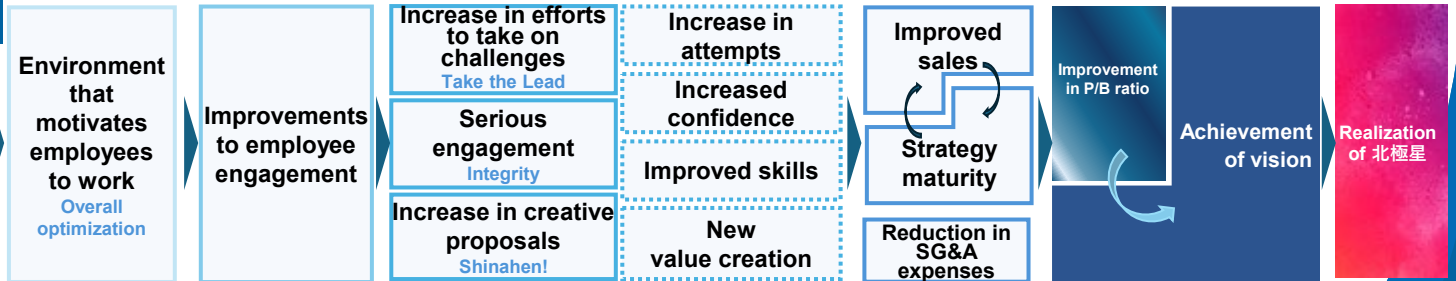 Environment
that
motivates
employees
to work
Overall
optimization
Improvements
to employee
engagement
Increase in efforts
to take on
challenges
Take the Lead
Serious
engagement
Integrity
Increase in creative
proposals
Shinahen!
Increase in
attempts
Increased
confidence
Improved skills
New
value creation
Improved
sales
Strategy
maturity
Reduction in
SG&A
expenses
Improvement
in P/B ratio
Achievement
of vision
Realization
of 北極星